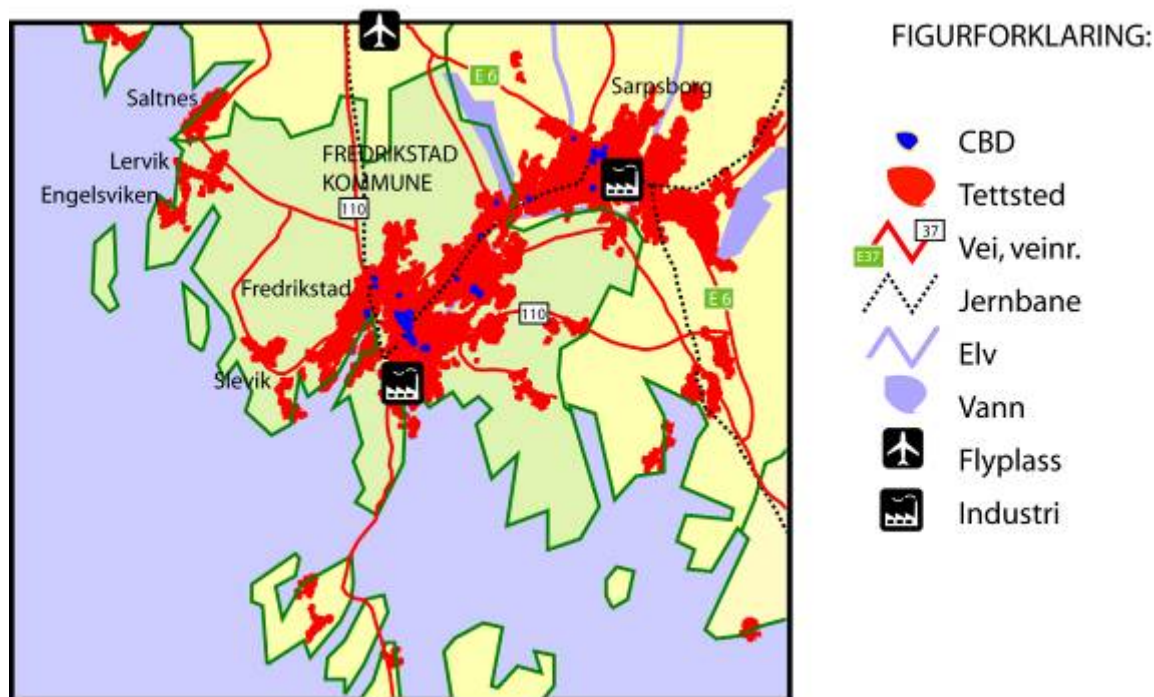 FIGURFORKLARING:
E 6
Sarpsborg
Saltnes
Lervik
Engelsviken
FREDRIKSTAD
KOMMUNE
110
Fredrikstad
E 6
110
Slevik
CBD
Tettsted
37
E37
Vei, veinr.
Jernbane
Elv
Vann
Flyplass
Industri